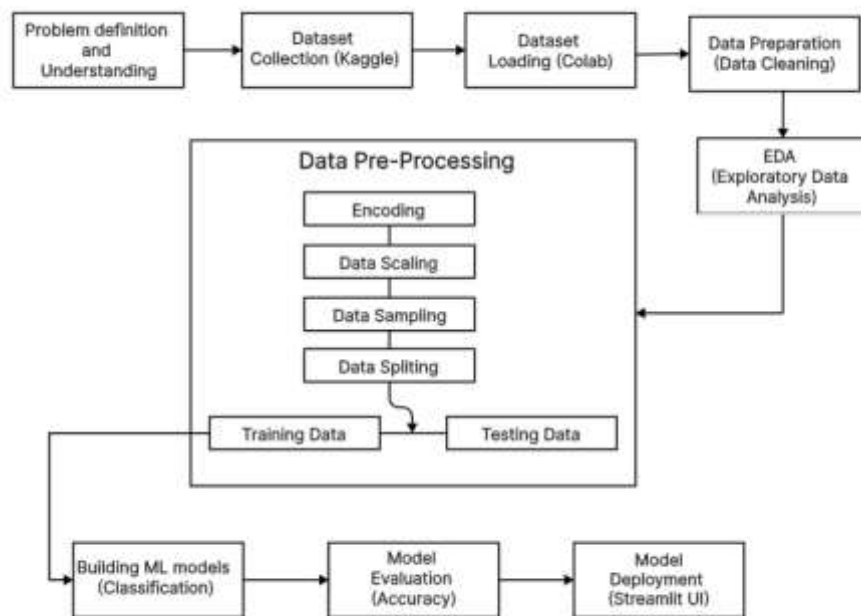 Problem definition
and
Understanding
Dataset
Collection (Kaggle)
Dataset
Loading (Colab)
Data Preparation
(Data Cleaning)
EDA
(Exploratory Data
Analysis)
Data Pre-Processing
Encoding
Data Scaling
Data Sampling
Data Spliting
Training Data
Testing Data
Building ML models
(Classification)
Model
Evaluation
(Accuracy)
Model
Deployment
(Streamlit UI)